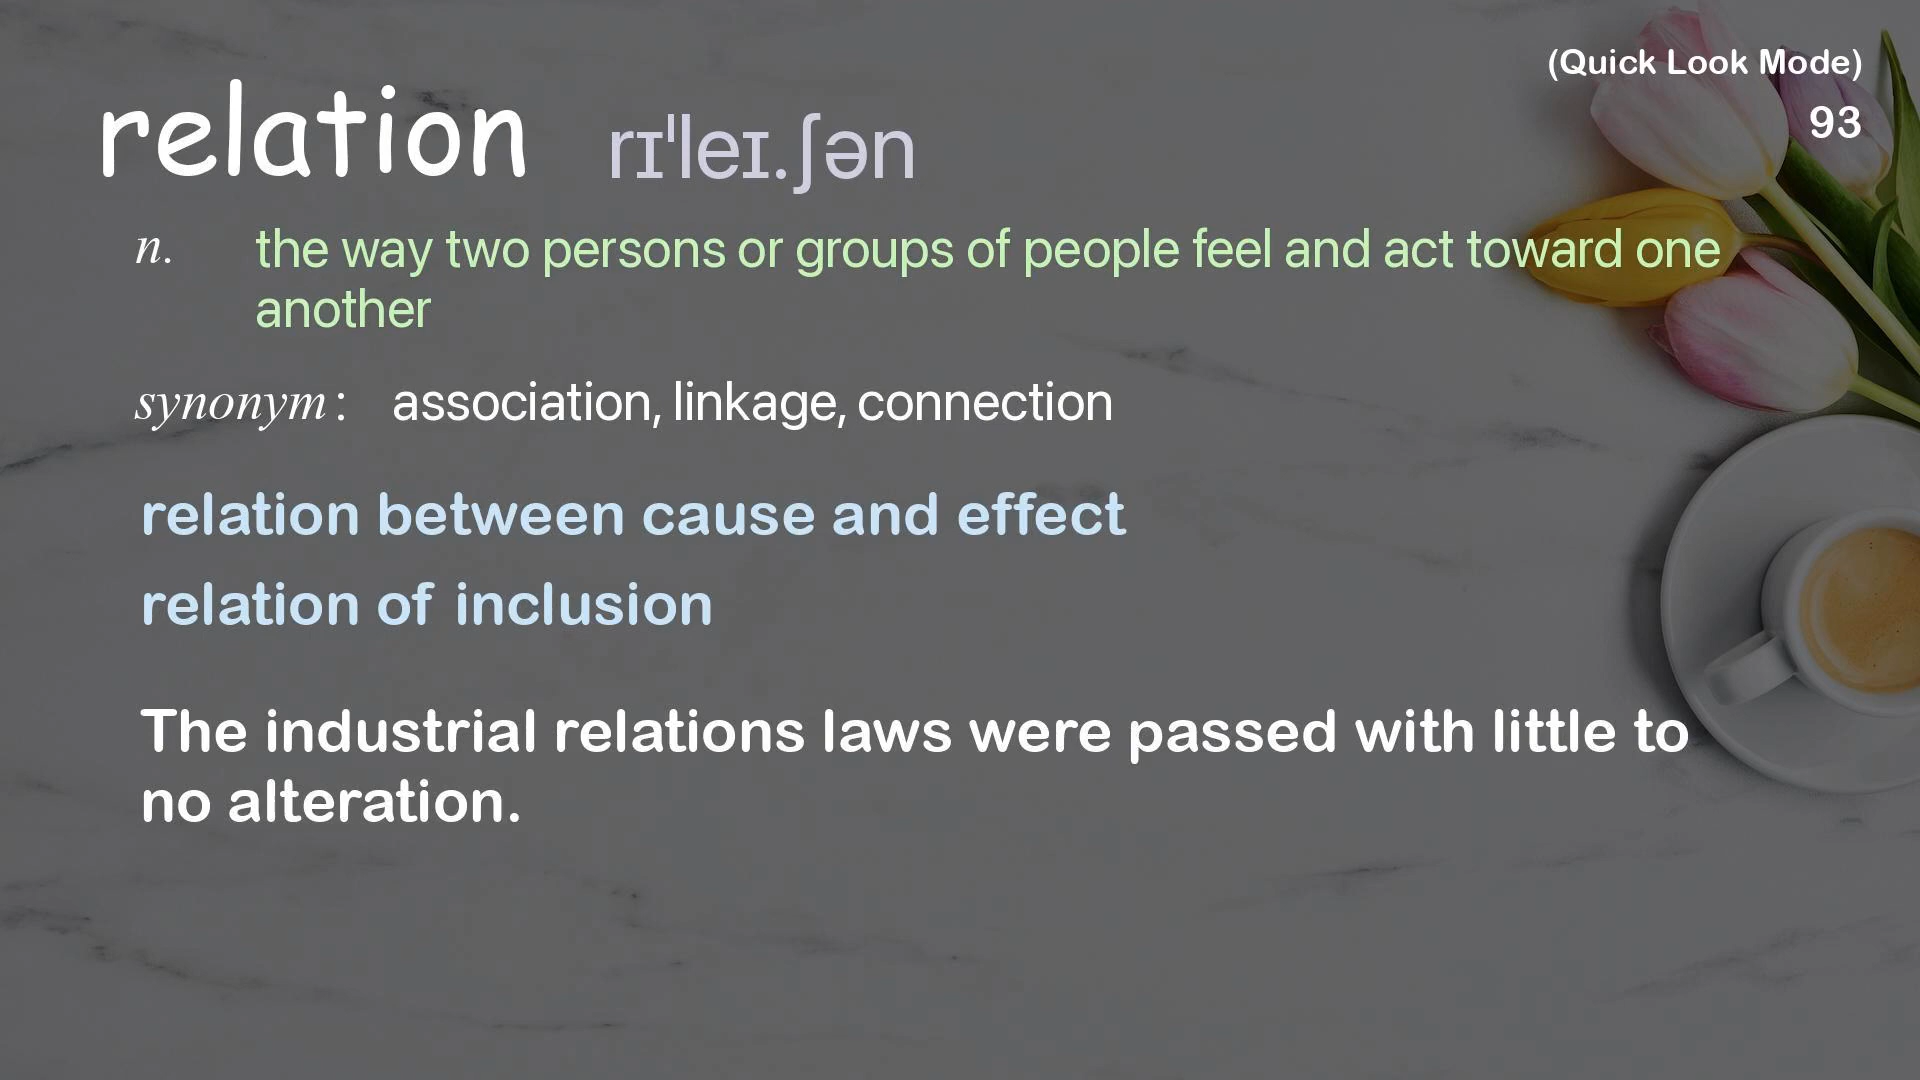 (Quick Look Mode)
relation rɪˈleɪ.ʃən
93
n. the way two persons or groups of people feel and act toward one
another
synonym: association, linkage, connection
relation between cause and effect
relation of inclusion
The industrial relations laws were passed with little to
no alteration.